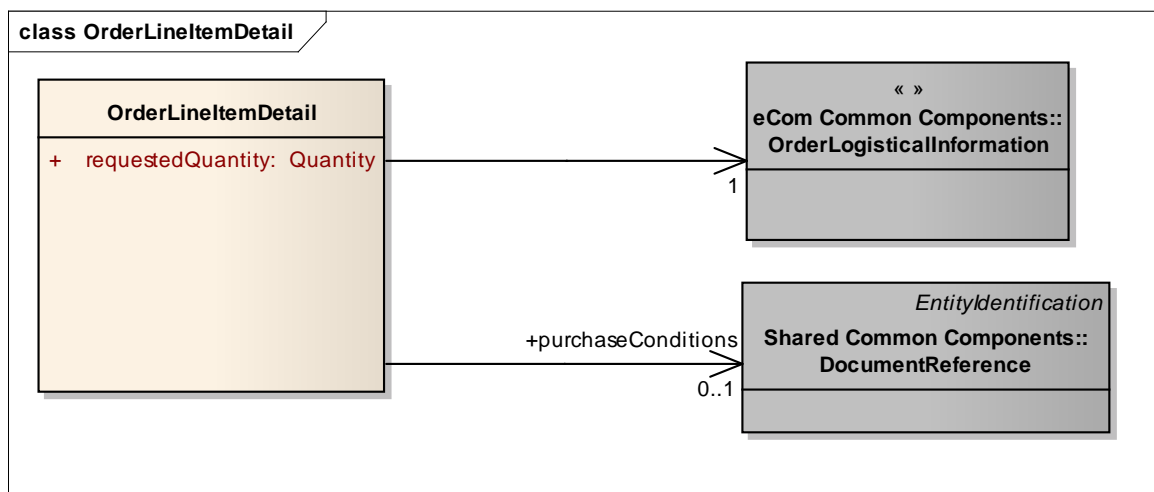 class OrderLineItemDetail
OrderLineItemDetail
+ requestedQuantity: Quantity
« »
eCom Common Components::
OrderLogisticalInformation
1
EntityIdentification
Shared Common Components::
DocumentReference
+purchaseConditions
0..1